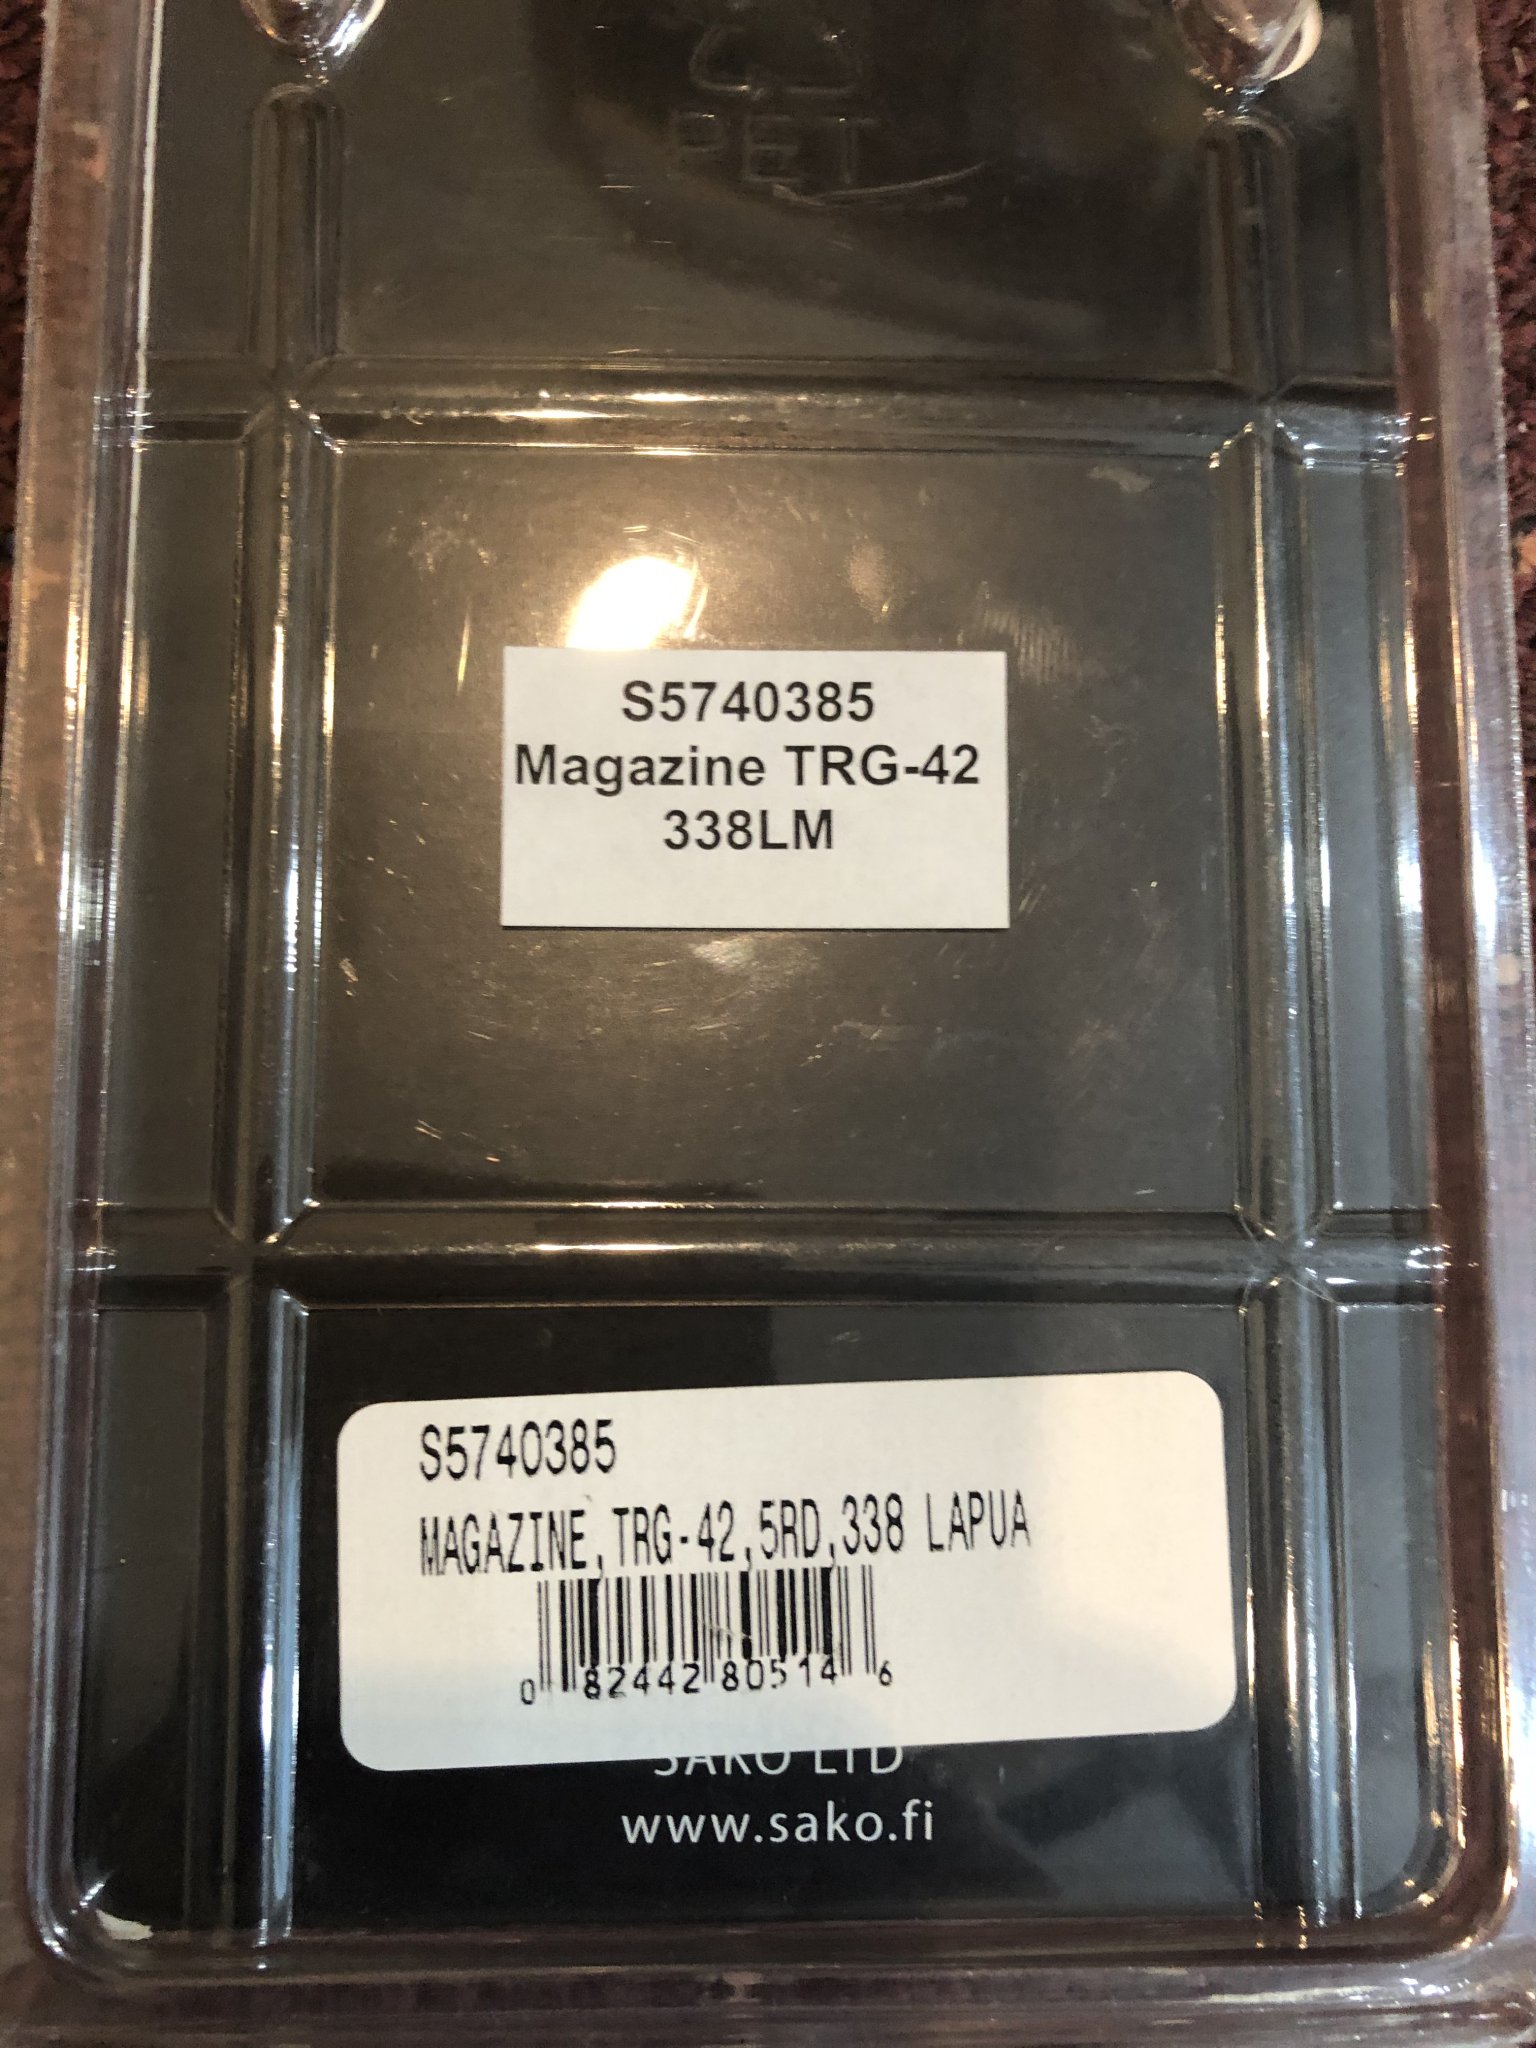 PET
S5740385
Magazine TRG-42
338LM
S5740385
MAGAZINE,TRG-42,5RD,338 LAPUA
0 82442 80514 6
SAKO LTD
www.sako.fi